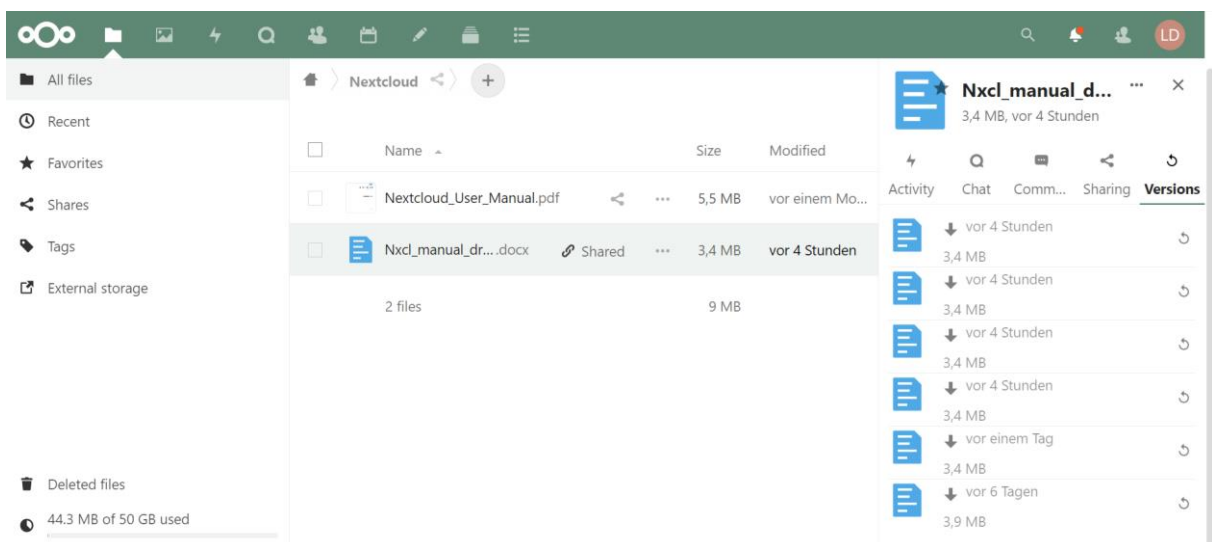 LD
All files
Recent
Favorites
Shares
Tags
External storage
Deleted files
44.3 MB of 50 GB used
Nextcloud
Name Size Modified
Nextcloud_User_Manual.pdf 5,5 MB vor einem Mo...
Nxcl_manual_dr... .docx Shared 3,4 MB vor 4 Stunden
2 files 9 MB
Nxcl_manual_d...
3,4 MB, vor 4 Stunden
Activity Chat Comm... Sharing Versions
vor 4 Stunden
3,4 MB
vor 4 Stunden
3,4 MB
vor 4 Stunden
3,4 MB
vor 4 Stunden
3,4 MB
vor einem Tag
3,4 MB
vor 6 Tagen
3,9 MB